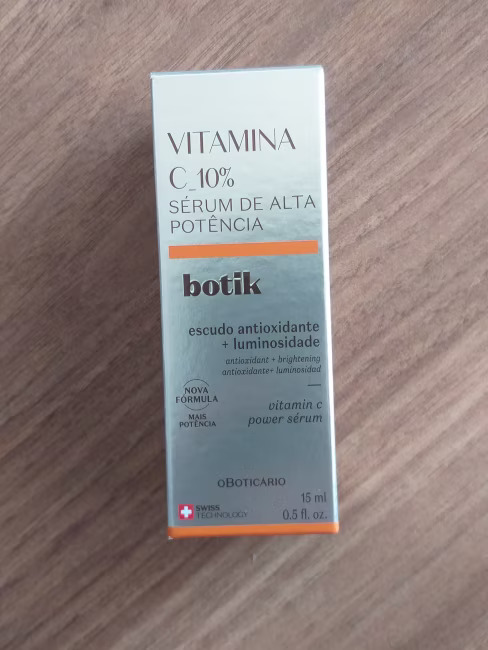 VITAMINA
C_10%
SÉRUM DE ALTA
POTÊNCIA
botik
escudo antioxidante
+ luminosidade
antioxidant + brightening
antioxidante+ luminosidad
NOVA
FÓRMULA
MAIS
POTÊNCIA
vitamin c
power sérum
OBOTICÁRIO
15 ml
0.5 fl. oz.
SWISS
TECHNOLOGY